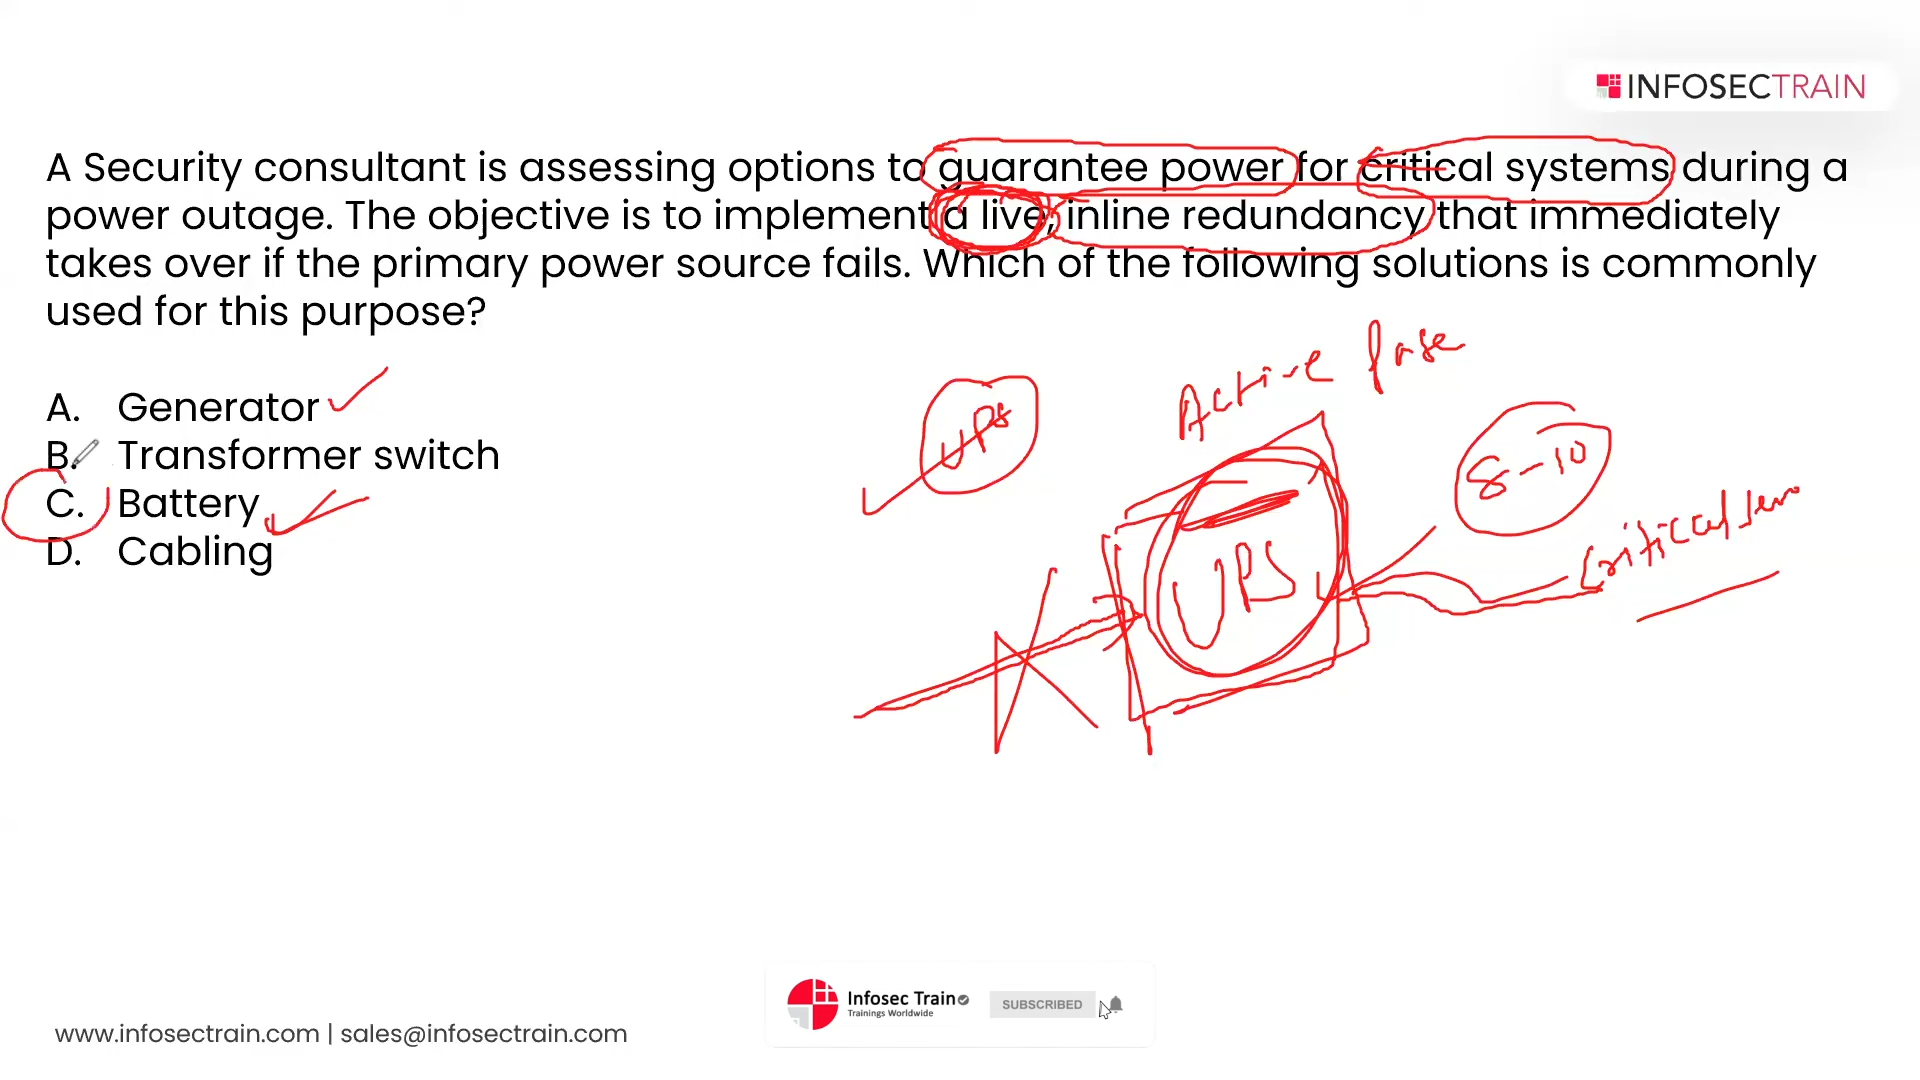 INFOSECTRAIN
A Security consultant is assessing options to guarantee power for critical systems during a
power outage. The objective is to implement a live, inline redundancy that immediately
takes over if the primary power source fails. Which of the following solutions is commonly
used for this purpose?
A. Generator
B. Transformer switch
C. Battery
D. Cabling
UPS
Active
8-10
UPS
Critical
Infosec Train
Trainings Worldwide
SUBSCRIBED
www.infosectrain.com | sales@infosectrain.com